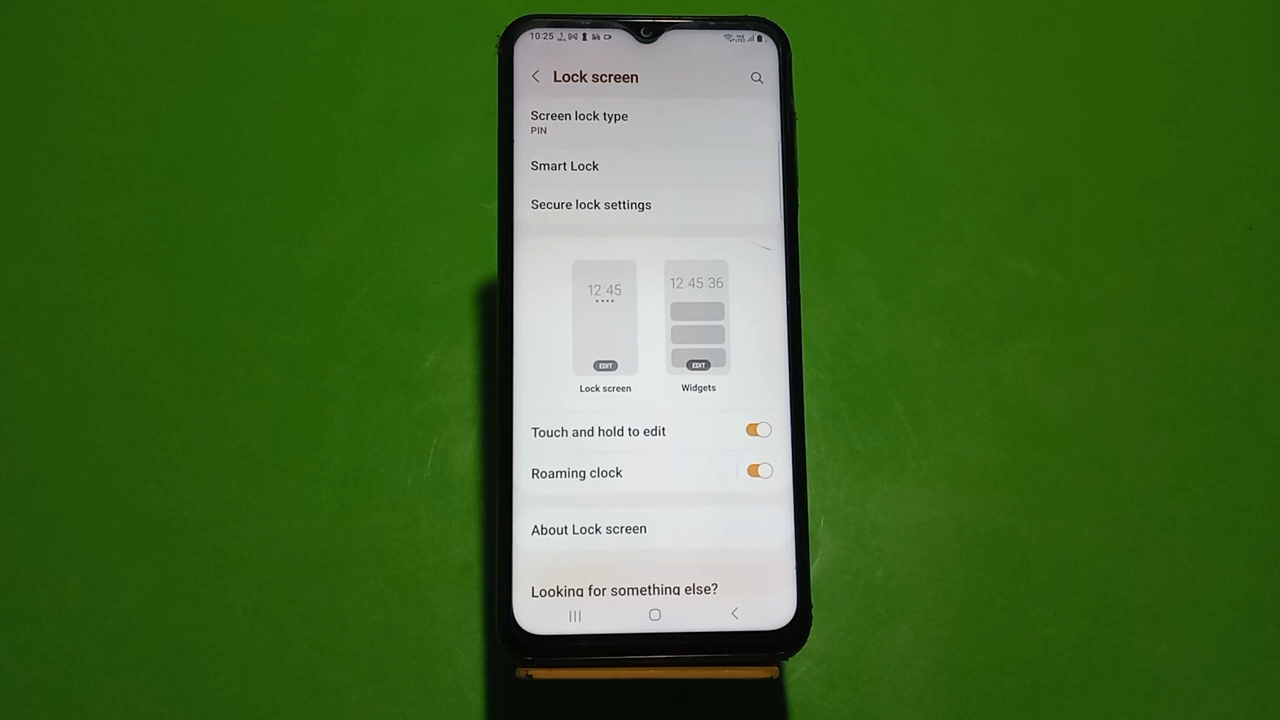 10:25
Lock screen
Screen lock type
PIN
Smart Lock
Secure lock settings
12 45
12 45 36
EDIT
EDIT
Lock screen
Widgets
Touch and hold to edit
Roaming clock
About Lock screen
Looking for something else?